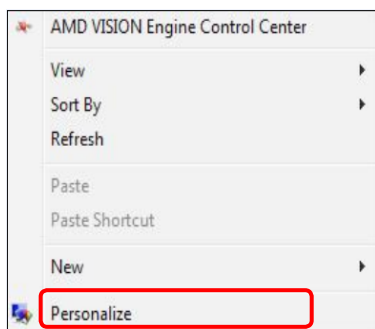 AMD VISION Engine Control Center
View
Sort By
Refresh
Paste
Paste Shortcut
New
Personalize